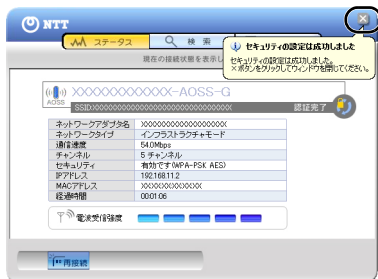 NTT
×
ステータス
検 索
セキュリティの設定は成功しました
セキュリティの設定は成功しました。
×ボタンをクリックしてウィンドウを閉じてください。
現在の接続状態を表示し
XXXXXXXXXXXX-AOSS-G
AOSS
SSID:XXXXXXXXXXXXXXXXXXXXXXXXXXXXXXXX
認証完了
ネットワークアダプタ名 XXXXXXXXXXXXXXXXXXX
ネットワークタイプ インフラストラクチャモード
通信速度 54.0Mbps
チャンネル 5 チャンネル
セキュリティ 有効です(WPA-PSK AES)
IPアドレス 192.168.11.2
MACアドレス XXXXXXXXXXXX
経過時間 00:01:06
電波受信強度
再接続